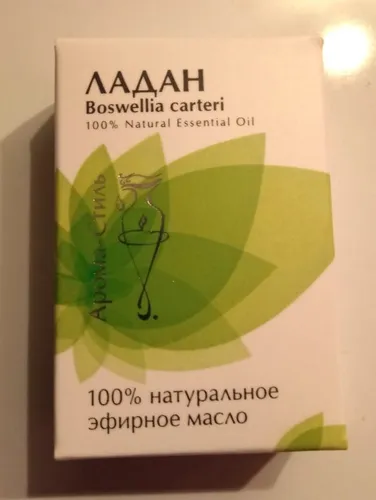 ЛАДАН
Boswellia carteri
100% Natural Essential Oil
Арома-Стиль
100% натуральное
эфирное масло